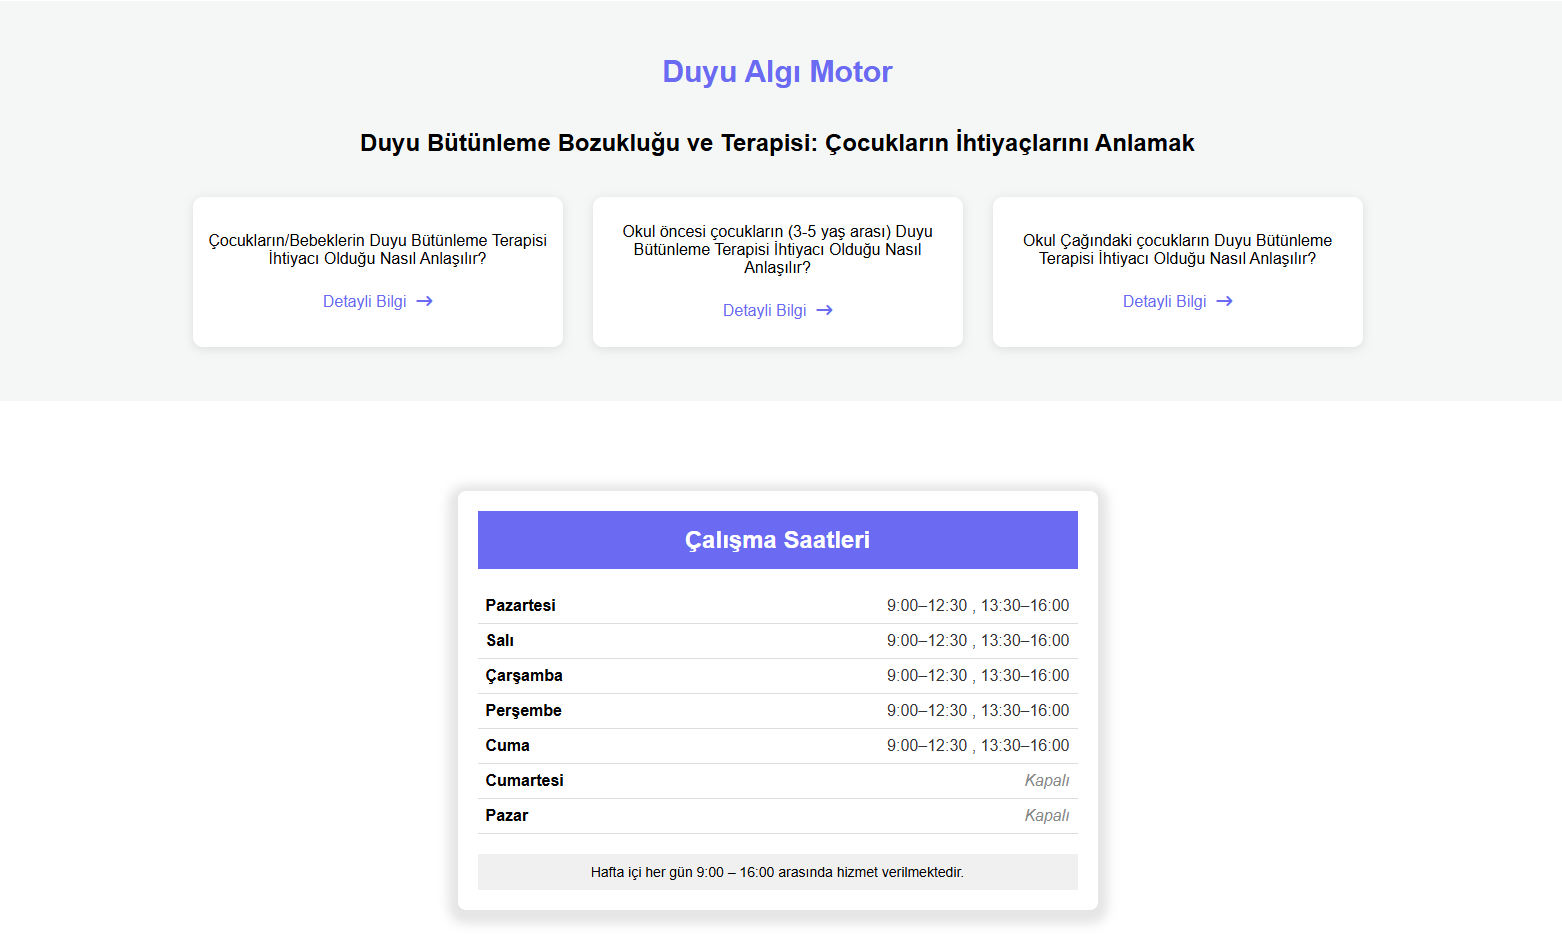 Duyu Algı Motor
Duyu Bütünleme Bozukluğu ve Terapisi: Çocukların İhtiyaçlarını Anlamak
Çocukların/Bebeklerin Duyu Bütünleme Terapisi
İhtiyacı Olduğu Nasıl Anlaşılır?
Detayli Bilgi →
Okul öncesi çocukların (3-5 yaş arası) Duyu
Bütünleme Terapisi İhtiyacı Olduğu Nasıl
Anlaşılır?
Detayli Bilgi →
Okul Çağındaki çocukların Duyu Bütünleme
Terapisi İhtiyacı Olduğu Nasıl Anlaşılır?
Detayli Bilgi →
Çalışma Saatleri
Pazartesi 9:00–12:30 , 13:30–16:00
Salı 9:00–12:30 , 13:30–16:00
Çarşamba 9:00–12:30 , 13:30–16:00
Perşembe 9:00–12:30 , 13:30–16:00
Cuma 9:00–12:30 , 13:30–16:00
Cumartesi Kapalı
Pazar Kapalı
Hafta içi her gün 9:00 – 16:00 arasında hizmet verilmektedir.